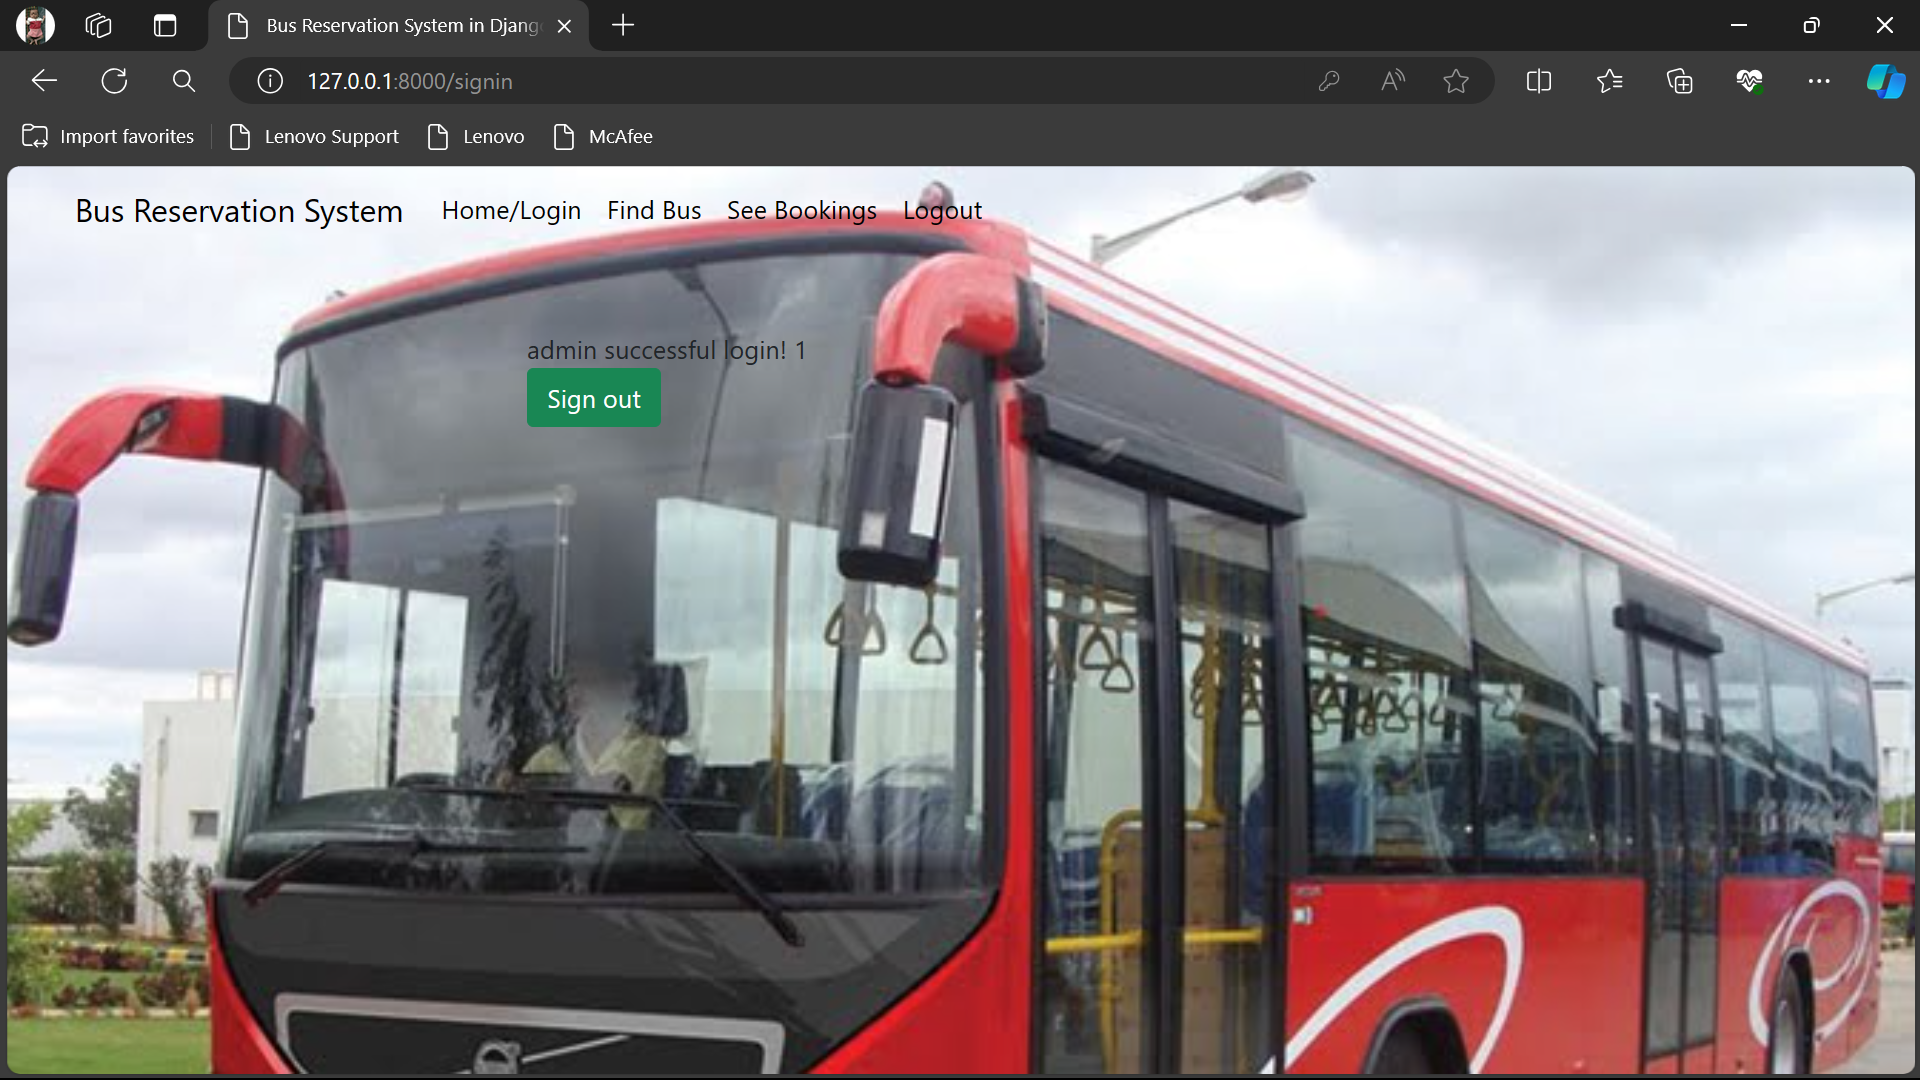 Bus Reservation System in Djang
127.0.0.1:8000/signin
Import favorites
Lenovo Support
Lenovo
McAfee
Bus Reservation System
Home/Login
Find Bus
See Bookings
Logout
admin successful login! 1
Sign out